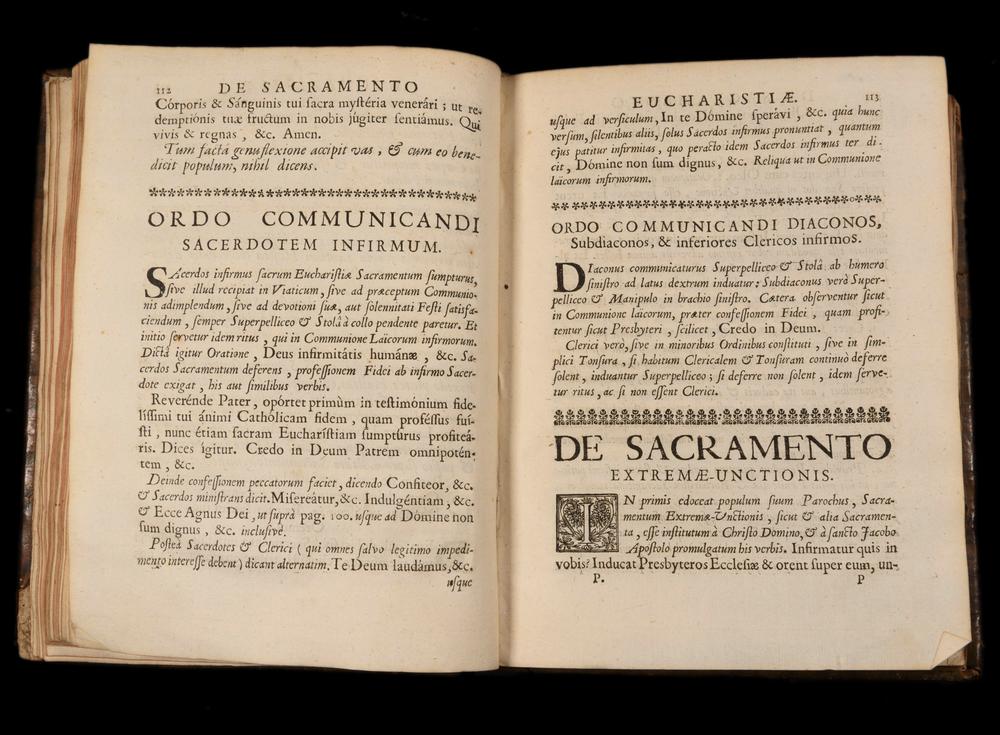 112 DE SACRAMENTO
Córporis & Sánguinis tui sacra mystéria venerári ; ut re-
demptiónis tuæ fructum in nobis júgiter sentiámus. Qui
vivis & regnas , &c. Amen.
Tum facta genuflexione accipit vas , & cum eo bene-
dicit populum, nihil dicens.
ORDO COMMUNICANDI
SACERDOTEM INFIRMUM.
SAcerdos infirmus sacrum Eucharistiæ Sacramentum sumpturus,
sive illud recipiat in Viaticum, sive ad præceptum Communio-
nis adimplendum, sive ad devotioni suæ, aut solennitati Festi satisfa-
ciendum , semper Superpelliceo & Stolâ à collo pendente paretur. Et
initio servetur idem ritus , qui in Communione Laïcorum infirmorum.
Dictâ igitur Oratione , Deus infirmitátis humánæ , &c. Sa-
cerdos Sacramentum deferens , professionem Fidei ab infirmo Sacer-
dote exigat , his aut similibus verbis.
Reverénde Pater, opórtet primùm in testimónium fide-
líssimi tui ánimi Cathólicam fidem , quam proféssus fui-
sti , nunc étiam sacram Eucharístiam sumptúrus profiteá-
ris. Dices ígitur. Credo in Deum Patrem omnipotén-
tem , &c.
Deinde confessionem peccatorum faciet, dicendo Confiteor, &c.
& Sacerdos ministrans dicit. Misereátur, &c. Indulgéntiam, &c.
& Ecce Agnus Dei , ut suprà pag. 100. usque ad Dómine non
sum dignus , &c. inclusivè.
Posteà Sacerdotes & Clerici ( qui omnes salvo legitimo impedi-
mento interesse debent ) dicant alternatim. Te Deum laudámus, &c.
usque
EUCHARISTIÆ. 113
usque ad versiculum, In te Dómine sperávi , &c. quia hunc
versum, silentibus aliis, solus Sacerdos infirmus pronuntiat , quantum
ejus patitur infirmitas , quo peracto idem Sacerdos infirmus ter di-
cit , Dómine non sum dignus , &c. Reliqua ut in Communione
laïcorum infirmorum.
ORDO COMMUNICANDI DIACONOS,
Subdiaconos, & inferiores Clericos infirmos.
DIaconus communicaturus Superpelliceo & Stolâ ab humero
sinistro ad latus dextrum induatur: Subdiaconus verò Super-
pelliceo & Manipulo in brachio sinistro. Cætera observentur sicut
in Communione laïcorum, præter confessionem Fidei , quam profi-
tentur sicut Presbyteri , scilicet, Credo in Deum.
Clerici verò, sive in minoribus Ordinibus constituti , sive in sim-
plici Tonsura , si habitum Clericalem & Tonsuram continuò deferre
solent, induantur Superpelliceo ; si deferre non solent , idem serve-
tur ritus , ac si non essent Clerici.
DE SACRAMENTO
EXTREMÆ-UNCTIONIS.
IN primis edoceat populum suum Parochus , Sacra-
mentum Extremæ-Unctionis , sicut & alia Sacramen-
ta , esse institutum à Christo Domino, & à sancto Jacobo
Apostolo promulgatum his verbis. Infirmatur quis in
vobis? Inducat Presbyteros Ecclesiæ & orent super eum, un-
P. P